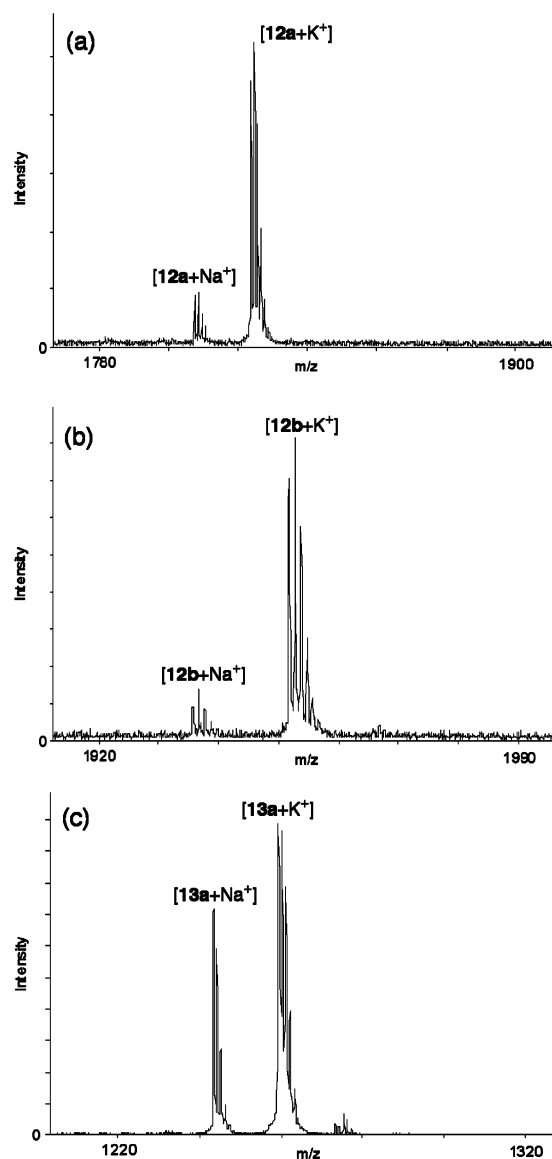 (a)
[12a+K+]
Intensity
[12a+Na+]
0
1780
m/z
1900
(b)
[12b+K+]
Intensity
[12b+Na+]
0
1920
m/z
1990
(c)
[13a+K+]
[13a+Na+]
Intensity
0
1220
m/z
1320